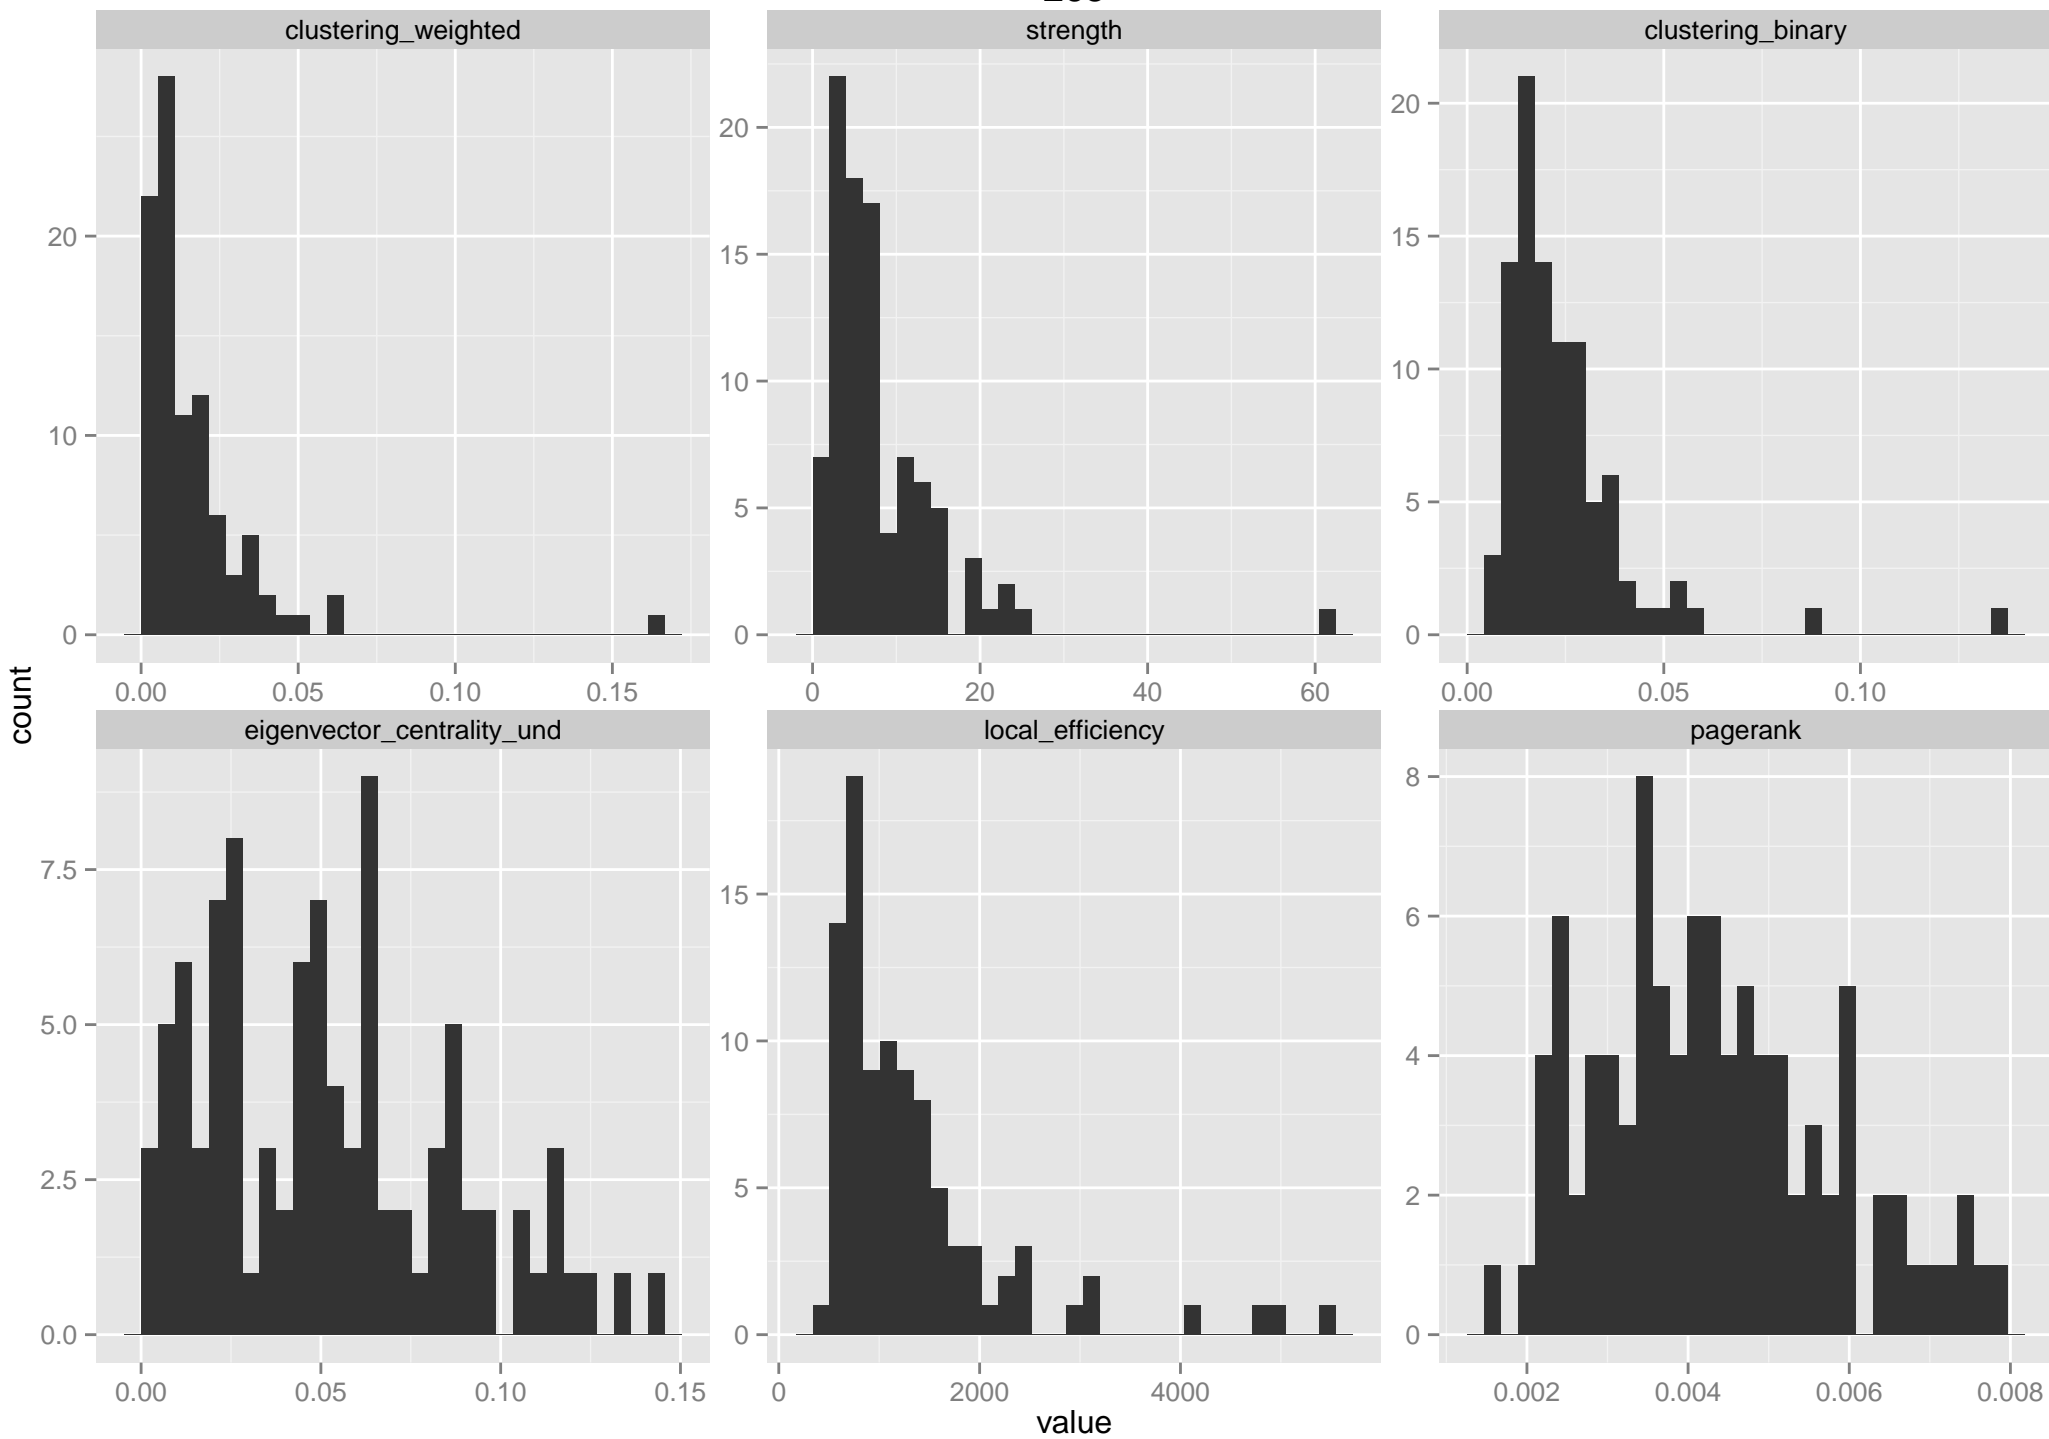 clustering_weighted
strength
clustering_binary
20
10
0
20
15
10
5
0
20
15
10
5
0
0.00 0.05 0.10 0.15
0 20 40 60
0.00 0.05 0.10
count
eigenvector_centrality_und
local_efficiency
pagerank
7.5
5.0
2.5
0.0
15
10
5
0
8
6
4
2
0
0.00 0.05 0.10 0.15
0 2000 4000
0.002 0.004 0.006 0.008
value